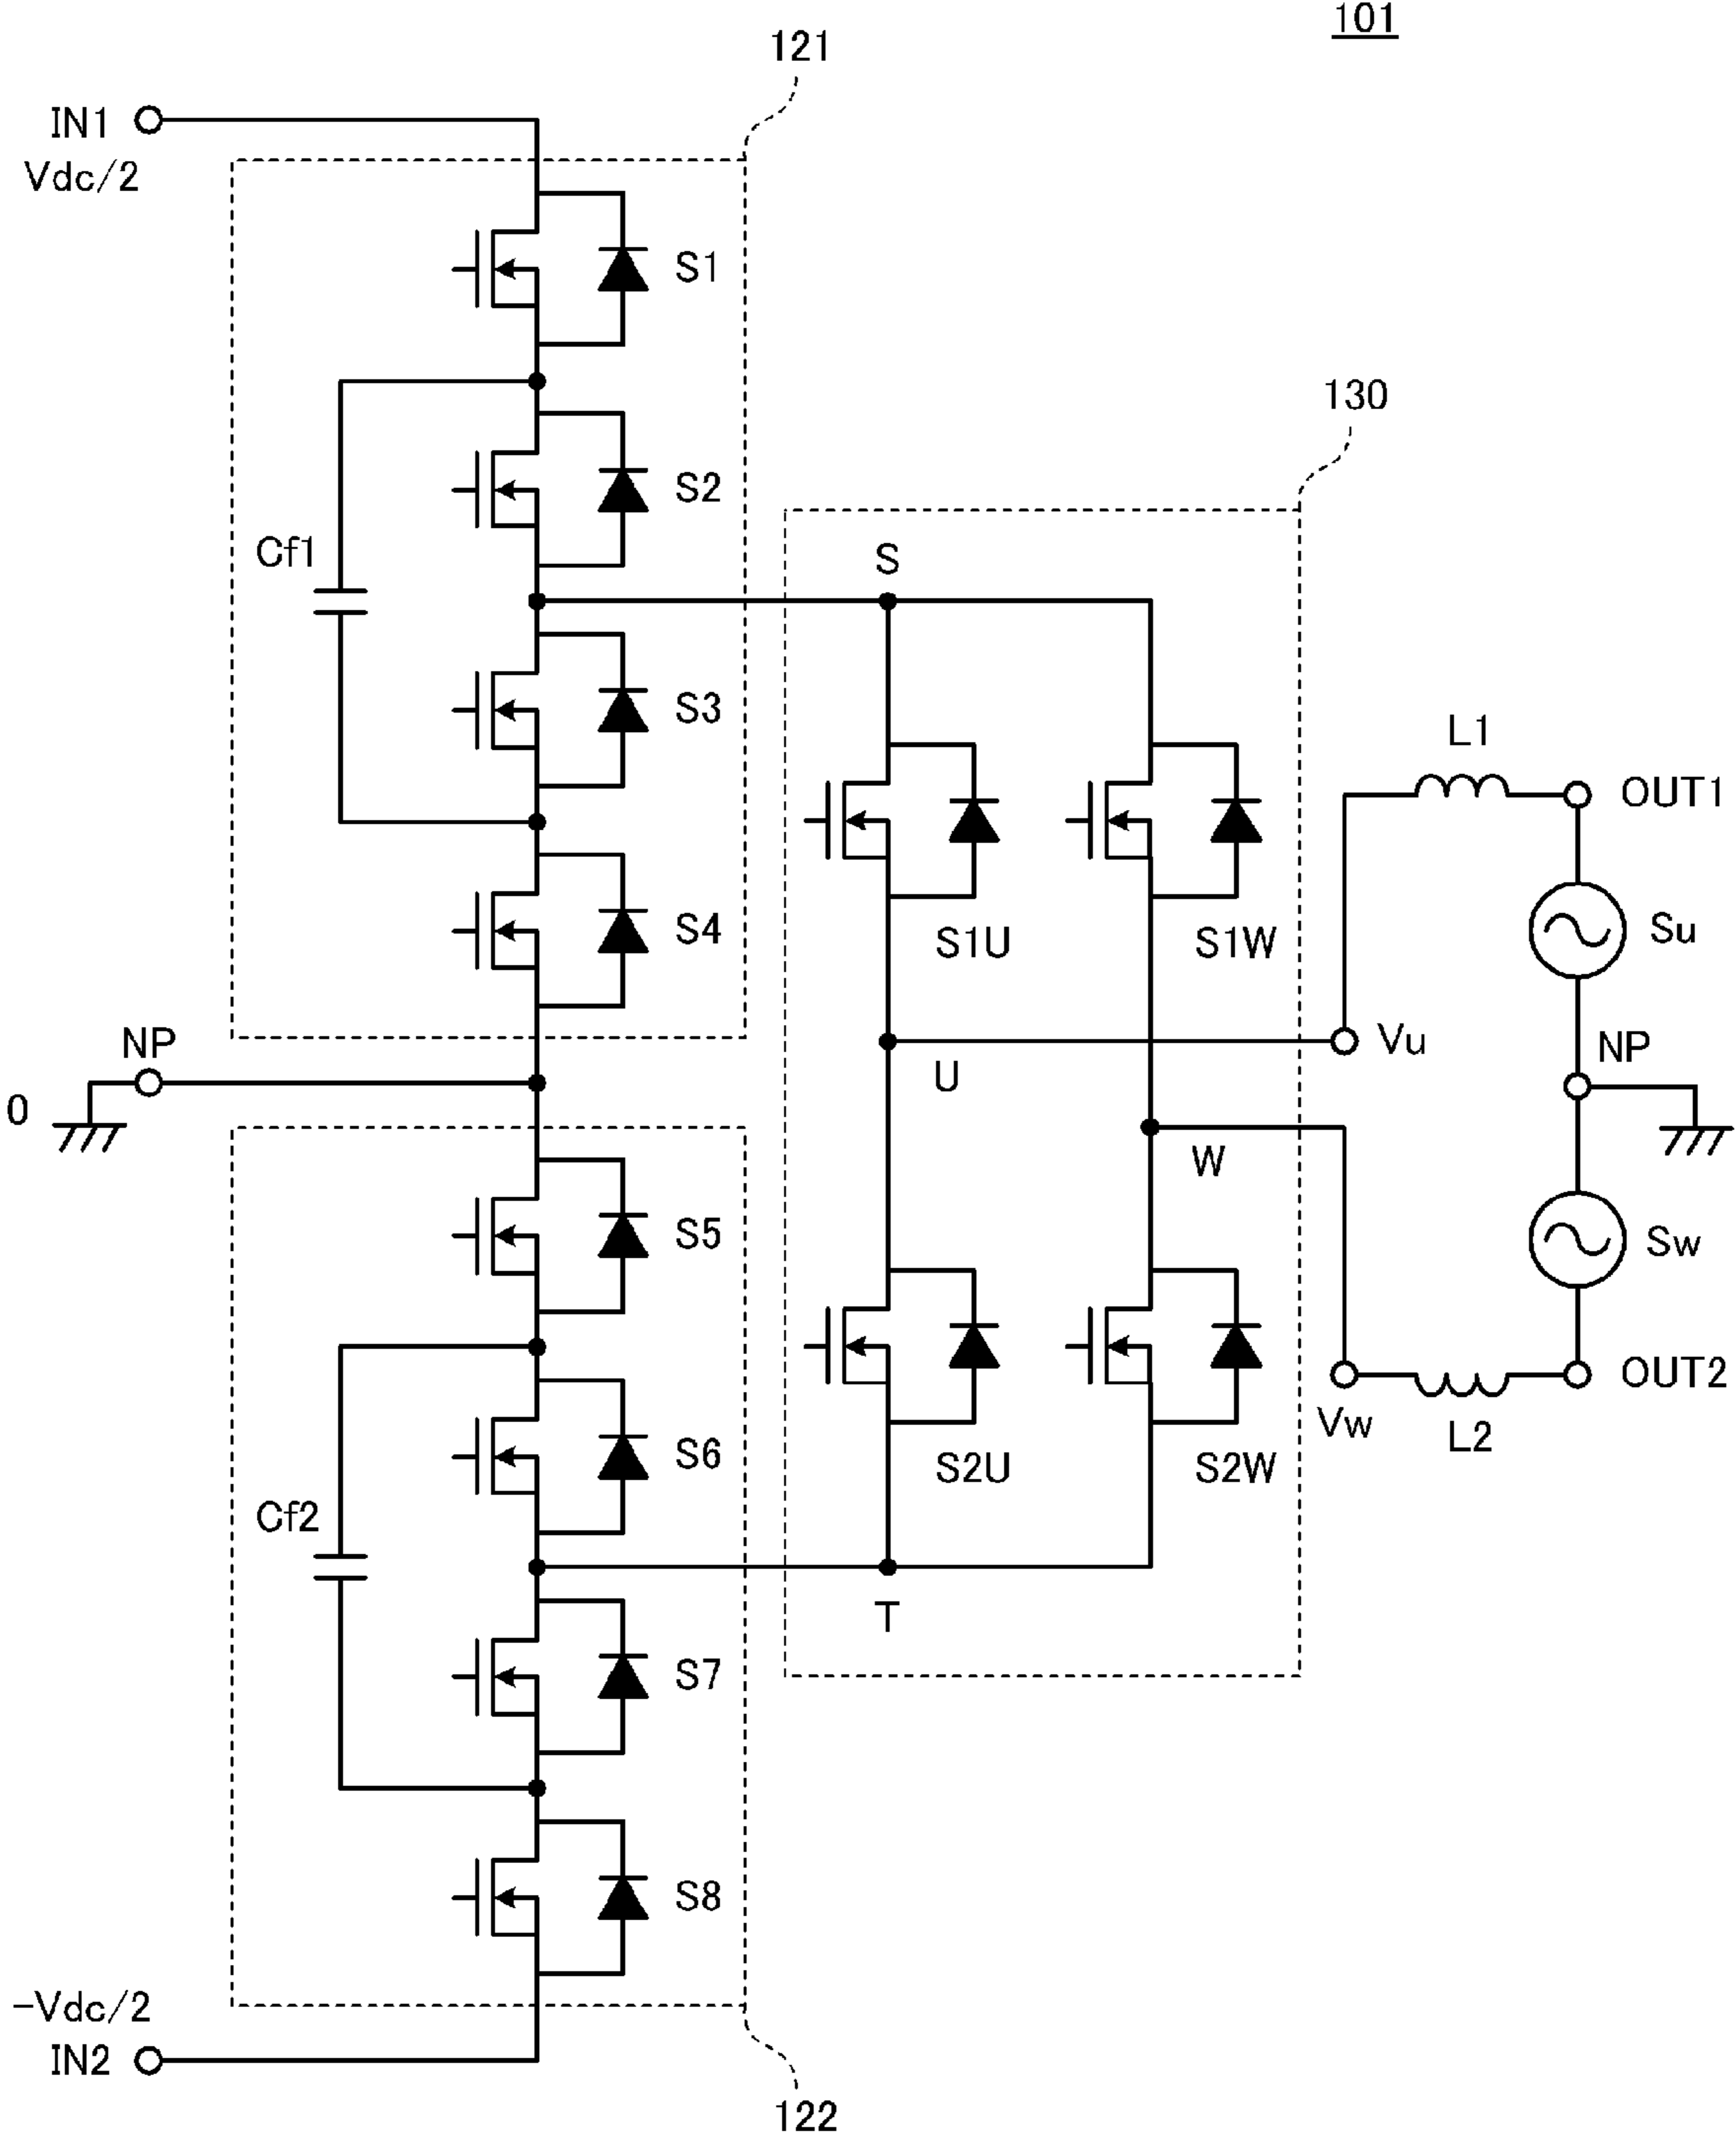 101
121
IN1
Vdc/2
S1
130
S2
Cf1
S
S3
L1
OUT1
S4
S1U
S1W
Su
NP
Vu
NP
U
0
W
S5
Sw
OUT2
Vw
L2
S6
S2U
S2W
Cf2
T
S7
S8
-Vdc/2
IN2
122